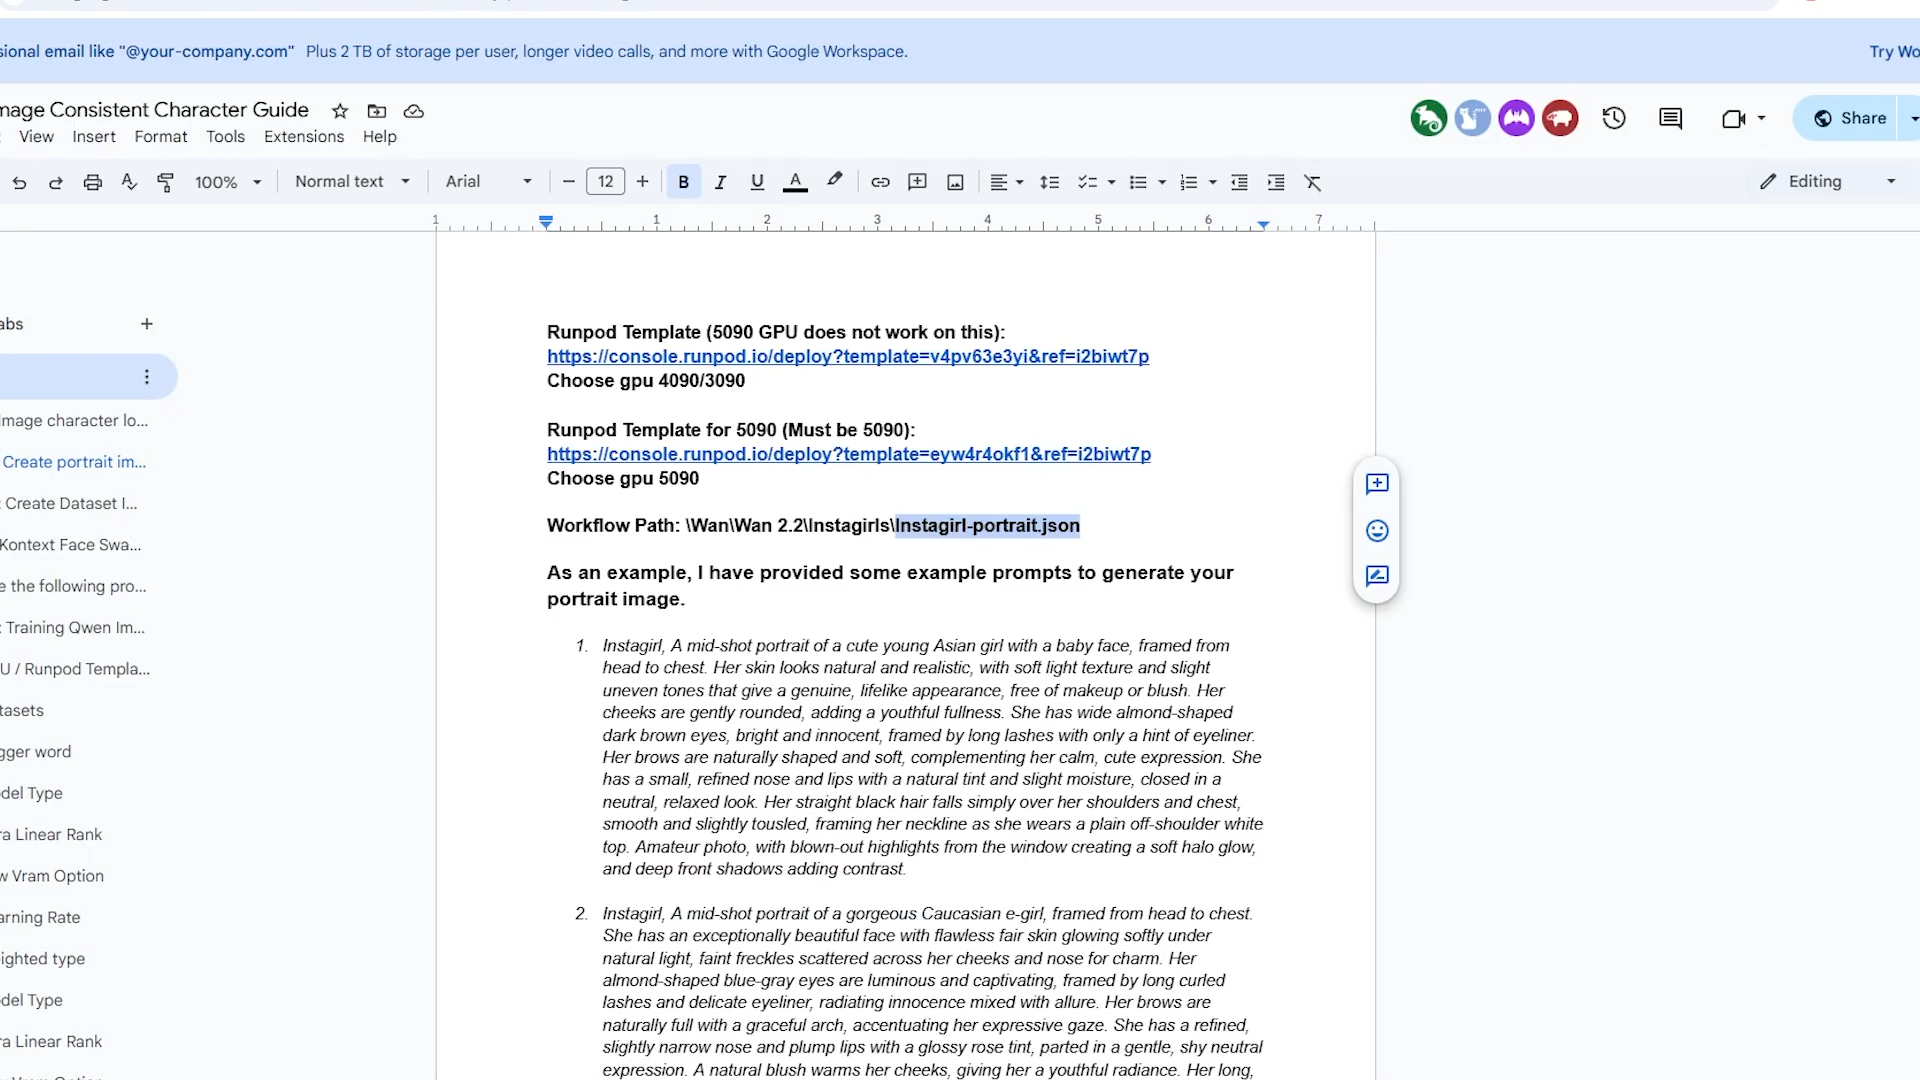 sional email like "@your-company.com" Plus 2 TB of storage per user, longer video calls, and more with Google Workspace.
Try Wo
mage Consistent Character Guide
View Insert Format Tools Extensions Help
Share
100% Normal text Arial 12 B I U A Editing
1 1 2 3 4 5 6 7
abs
Image character lo...
Create portrait im...
: Create Dataset I...
Kontext Face Swa...
e the following pro...
: Training Qwen Im...
U / Runpod Templa...
tasets
gger word
del Type
ra Linear Rank
w Vram Option
arning Rate
ighted type
del Type
ra Linear Rank
Runpod Template (5090 GPU does not work on this):
https://console.runpod.io/deploy?template=v4pv63e3yi&ref=i2biwt7p
Choose gpu 4090/3090
Runpod Template for 5090 (Must be 5090):
https://console.runpod.io/deploy?template=eyw4r4okf1&ref=i2biwt7p
Choose gpu 5090
Workflow Path: \Wan\Wan 2.2\Instagirls\Instagirl-portrait.json
As an example, I have provided some example prompts to generate your
portrait image.
1. Instagirl, A mid-shot portrait of a cute young Asian girl with a baby face, framed from
head to chest. Her skin looks natural and realistic, with soft light texture and slight
uneven tones that give a genuine, lifelike appearance, free of makeup or blush. Her
cheeks are gently rounded, adding a youthful fullness. She has wide almond-shaped
dark brown eyes, bright and innocent, framed by long lashes with only a hint of eyeliner.
Her brows are naturally shaped and soft, complementing her calm, cute expression. She
has a small, refined nose and lips with a natural tint and slight moisture, closed in a
neutral, relaxed look. Her straight black hair falls simply over her shoulders and chest,
smooth and slightly tousled, framing her neckline as she wears a plain off-shoulder white
top. Amateur photo, with blown-out highlights from the window creating a soft halo glow,
and deep front shadows adding contrast.
2. Instagirl, A mid-shot portrait of a gorgeous Caucasian e-girl, framed from head to chest.
She has an exceptionally beautiful face with flawless fair skin glowing softly under
natural light, faint freckles scattered across her cheeks and nose for charm. Her
almond-shaped blue-gray eyes are luminous and captivating, framed by long curled
lashes and delicate eyeliner, radiating innocence mixed with allure. Her brows are
naturally full with a graceful arch, accentuating her expressive gaze. She has a refined,
slightly narrow nose and plump lips with a glossy rose tint, parted in a gentle, shy neutral
expression. A natural blush warms her cheeks, giving her a youthful radiance. Her long,